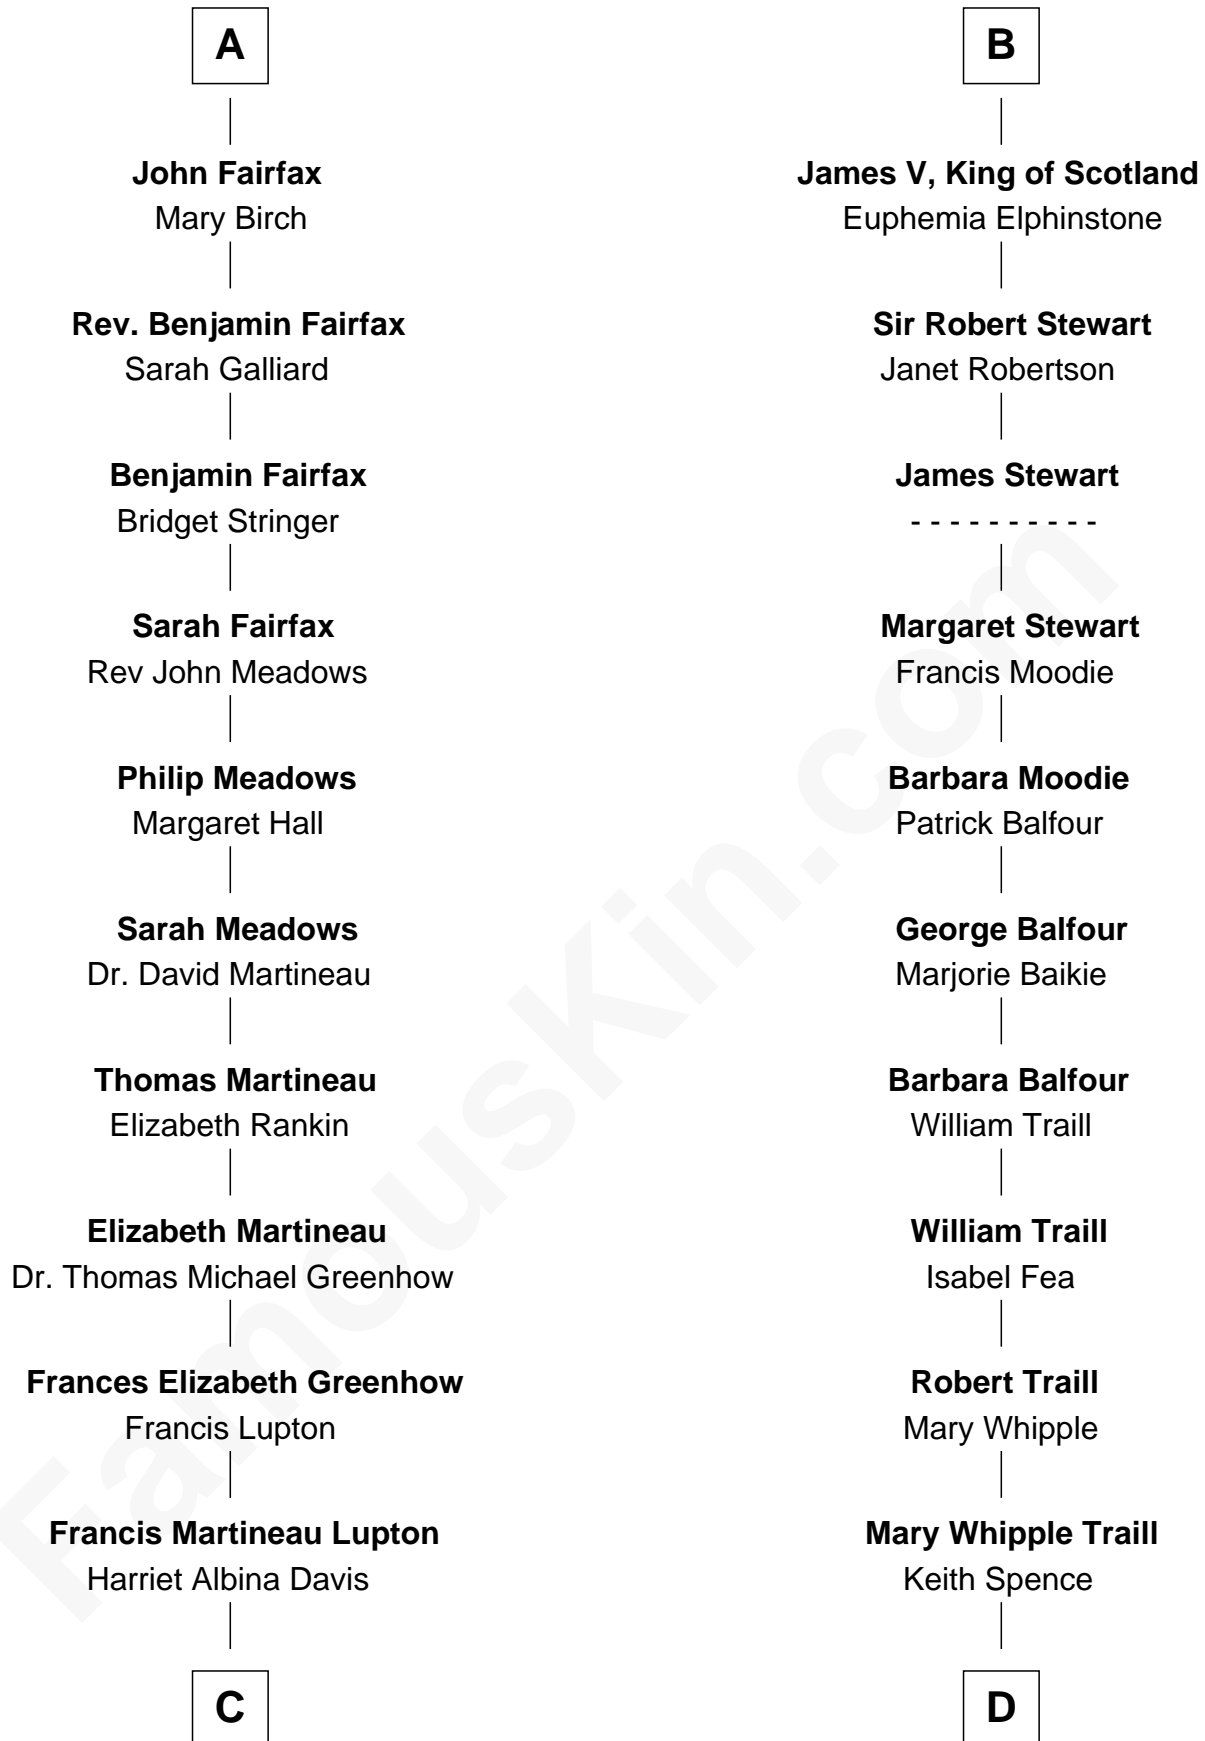 A
John Fairfax
Mary Birch
Rev. Benjamin Fairfax
Sarah Galliard
Benjamin Fairfax
Bridget Stringer
Sarah Fairfax
Rev John Meadows
Philip Meadows
Margaret Hall
Sarah Meadows
Dr. David Martineau
Thomas Martineau
Elizabeth Rankin
Elizabeth Martineau
Dr. Thomas Michael Greenhow
Frances Elizabeth Greenhow
Francis Lupton
Francis Martineau Lupton
Harriet Albina Davis
C
B
James V, King of Scotland
Euphemia Elphinstone
Sir Robert Stewart
Janet Robertson
James Stewart
- - - - - - - - - -
Margaret Stewart
Francis Moodie
Barbara Moodie
Patrick Balfour
George Balfour
Marjorie Baikie
Barbara Balfour
William Traill
William Traill
Isabel Fea
Robert Traill
Mary Whipple
Mary Whipple Traill
Keith Spence
D
FamousKin.com